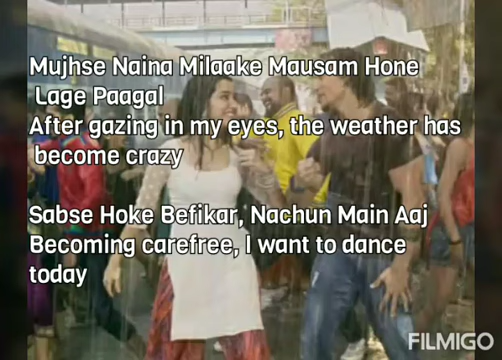 Mujhse Naina Milaake Mausam Hone
Lage Paagal
After gazing in my eyes, the weather has
become crazy
Sabse Hoke Befikar, Nachun Main Aaj
Becoming carefree, I want to dance
today
FILMIGO